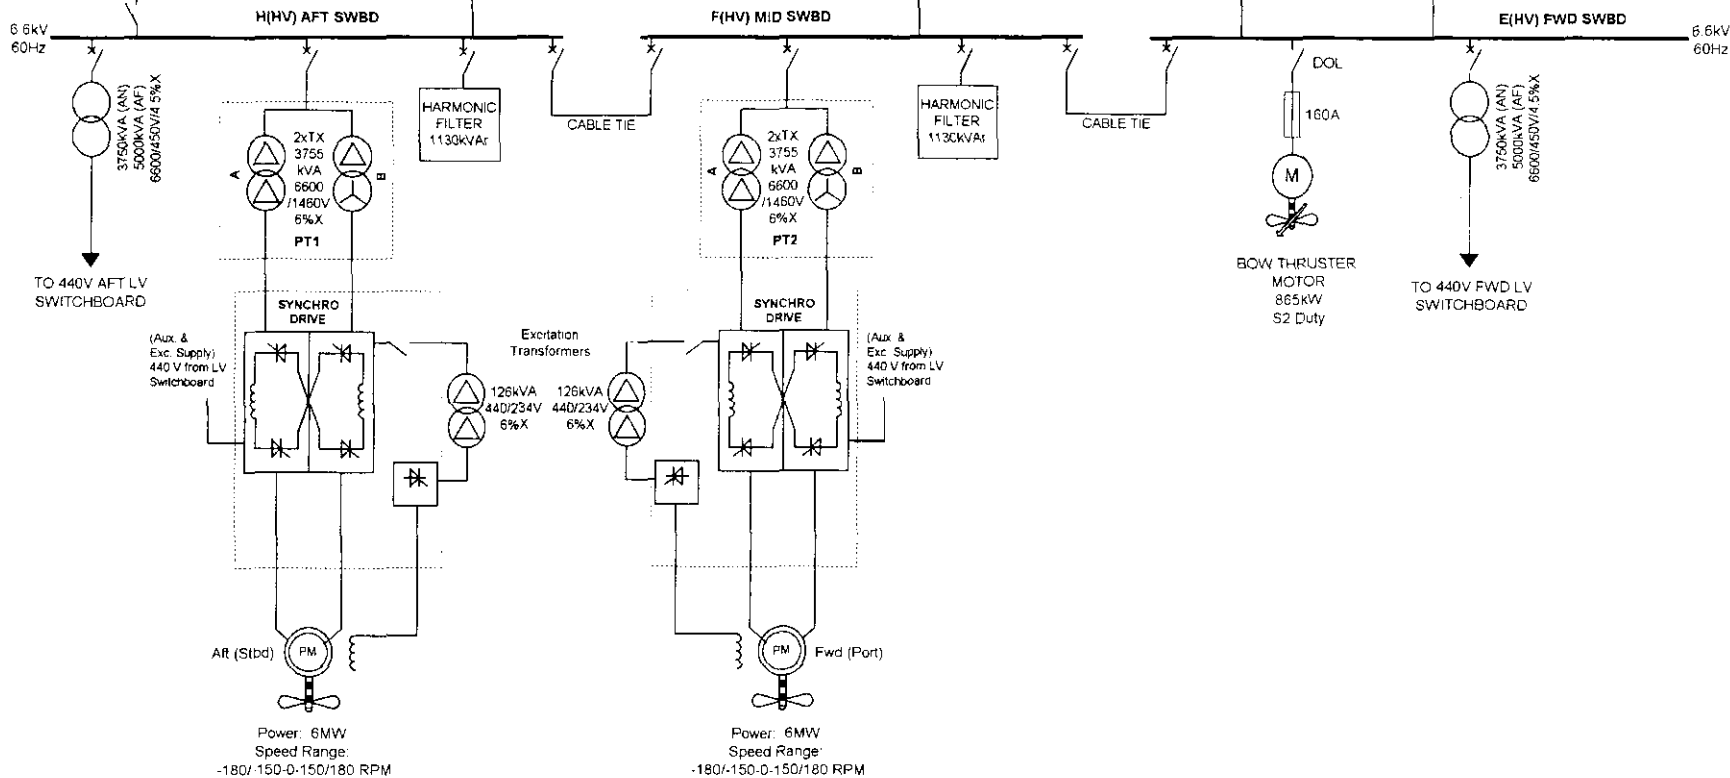 H(HV) AFT SWBD
F(HV) MID SWBD
E(HV) FWD SWBD
6.6kV
60Hz
6.6kV
60Hz
3750kVA (AN)
5000kVA (AF)
6600/450V/4.5%X
TO 440V AFT LV
SWITCHBOARD
A
2xTX
3755
kVA
6600
/1460V
6%X
PT1
B
HARMONIC
FILTER
1130kVAr
CABLE TIE
A
2xTX
3755
kVA
6600
/1460V
6%X
PT2
B
HARMONIC
FILTER
1130kVAr
CABLE TIE
DOL
160A
M
BOW THRUSTER
MOTOR
865kW
S2 Duty
3750kVA (AN)
5000kVA (AF)
6600/450V/4.5%X
TO 440V FWD LV
SWITCHBOARD
SYNCHRO
DRIVE
(Aux. &
Exc. Supply)
440 V from LV
Switchboard
Excitation
Transformers
126kVA
440/234V
6%X
126kVA
440/234V
6%X
SYNCHRO
DRIVE
(Aux. &
Exc. Supply)
440 V from LV
Switchboard
Aft (Stbd)
PM
PM
Fwd (Port)
Power: 6MW
Speed Range:
-180/-150-0-150/180 RPM
Power: 6MW
Speed Range:
-180/-150-0-150/180 RPM